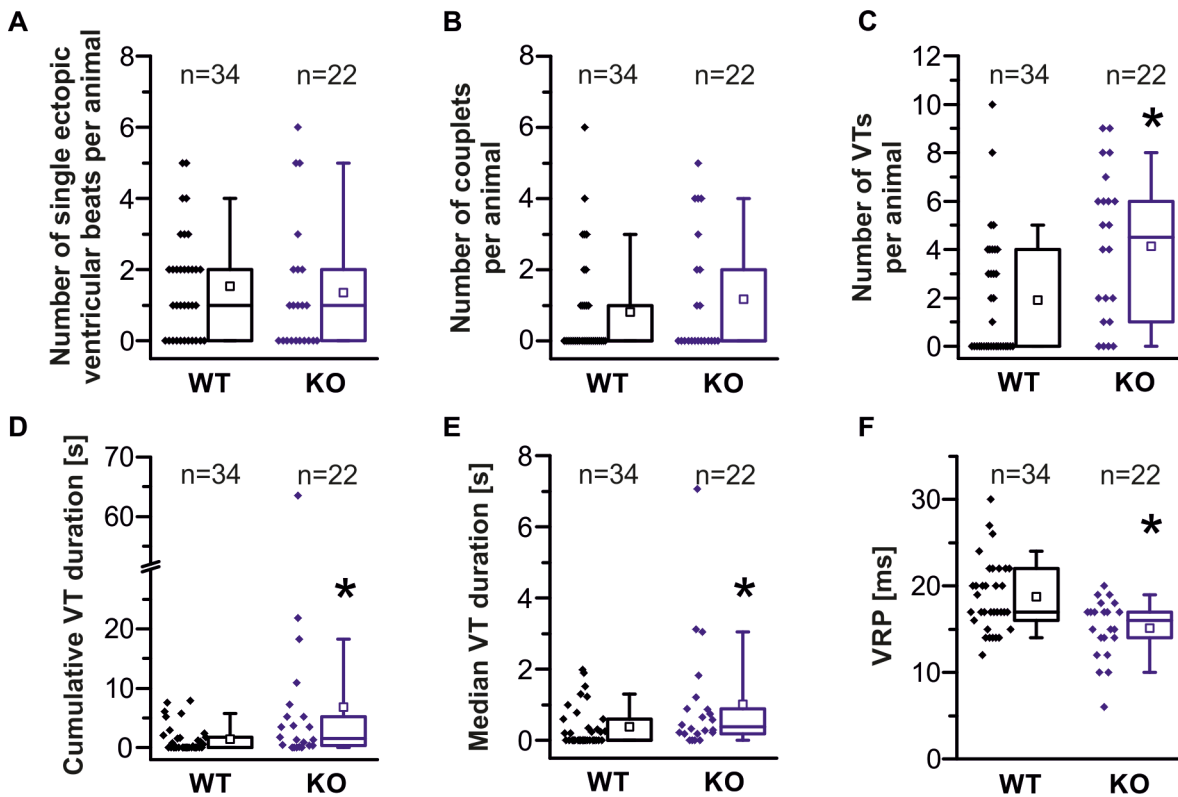 A
Number of single ectopic
ventricular beats per animal
8
6
4
2
0
n=34
n=22
WT
KO
B
Number of couplets
per animal
8
6
4
2
0
n=34
n=22
WT
KO
C
Number of VTs
per animal
12
10
8
6
4
2
0
n=34
n=22
*
WT
KO
D
Cumulative VT duration [s]
70
60
20
10
0
n=34
n=22
*
WT
KO
E
Median VT duration [s]
8
6
4
2
0
n=34
n=22
*
WT
KO
F
VRP [ms]
30
20
10
0
n=34
n=22
*
WT
KO